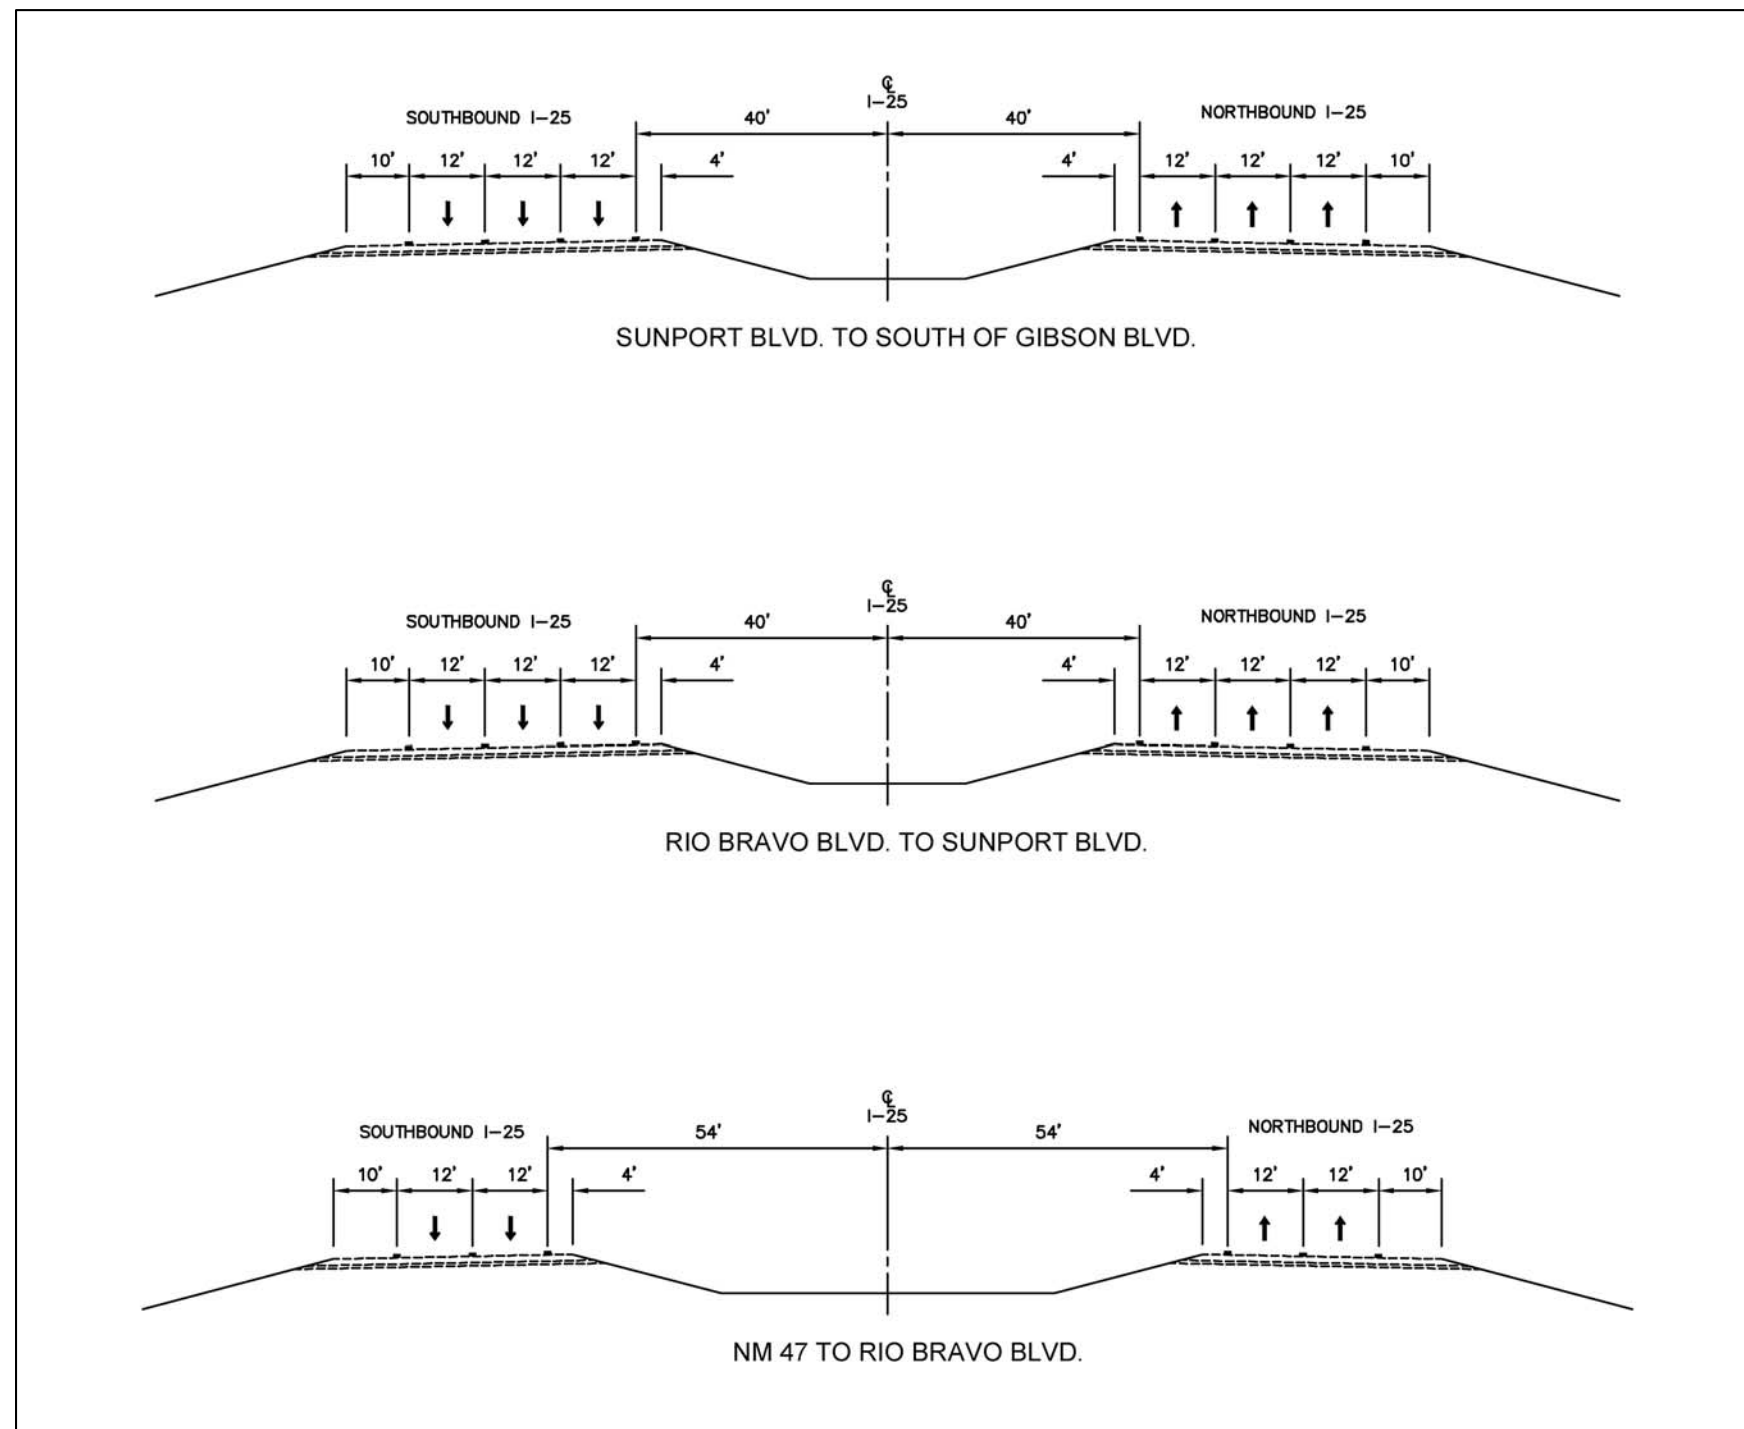 ℄
I-25
SOUTHBOUND I-25
NORTHBOUND I-25
40' 40'
10' 12' 12' 12' 4' 4' 12' 12' 12' 10'
SUNPORT BLVD. TO SOUTH OF GIBSON BLVD.
℄
I-25
SOUTHBOUND I-25
NORTHBOUND I-25
40' 40'
10' 12' 12' 12' 4' 4' 12' 12' 12' 10'
RIO BRAVO BLVD. TO SUNPORT BLVD.
℄
I-25
SOUTHBOUND I-25
NORTHBOUND I-25
54' 54'
10' 12' 12' 4' 4' 12' 12' 10'
NM 47 TO RIO BRAVO BLVD.